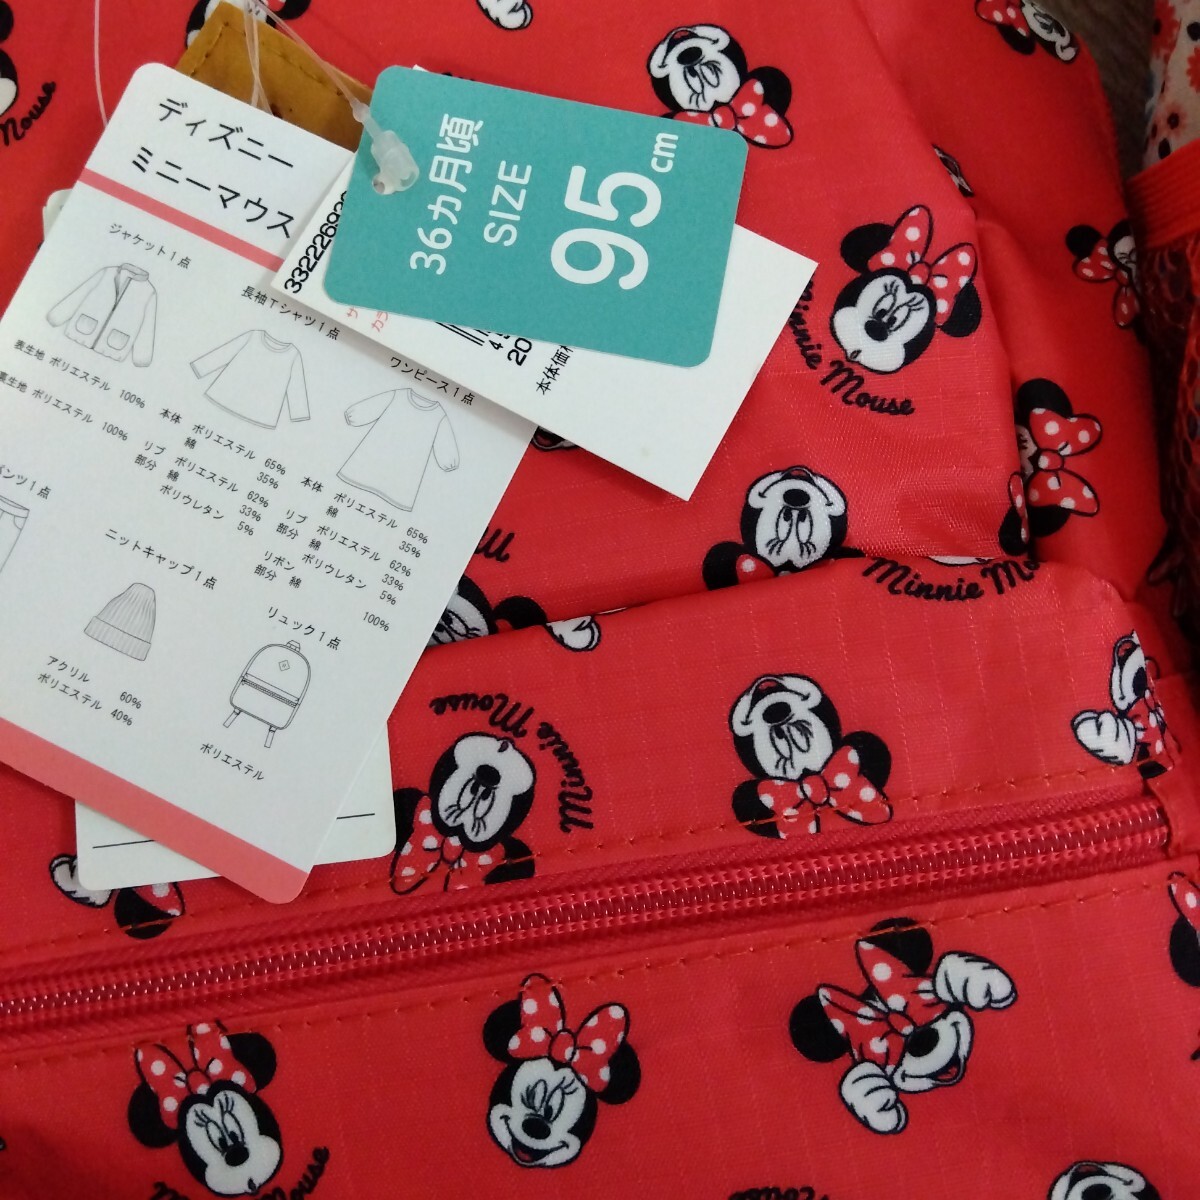 ディズニー
ミニーマウス
ジャケット1点
表生地 ポリエステル 100%
裏生地 ポリエステル 100%
長袖Tシャツ1点
本体 ポリエステル 65%
綿 35%
リブ部分 ポリエステル 62%
綿 33%
ポリウレタン 5%
ワンピース1点
本体 ポリエステル 65%
綿 35%
リブ部分 ポリエステル 62%
綿 33%
ポリウレタン 5%
リボン部分 綿 100%
パンツ1点
ニットキャップ1点
アクリル 60%
ポリエステル 40%
リュック1点
ポリエステル
36カ月頃
SIZE
95cm
33222693
20
本体価格
Minnie Mouse
Minnie Mouse
Minnie Mouse
Mouse
Mouse